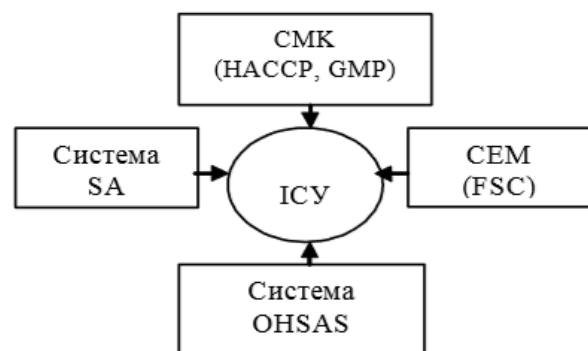 СМК
(HACCP, GMP)
Система
SA
ІСУ
СЕМ
(FSC)
Система
OHSAS